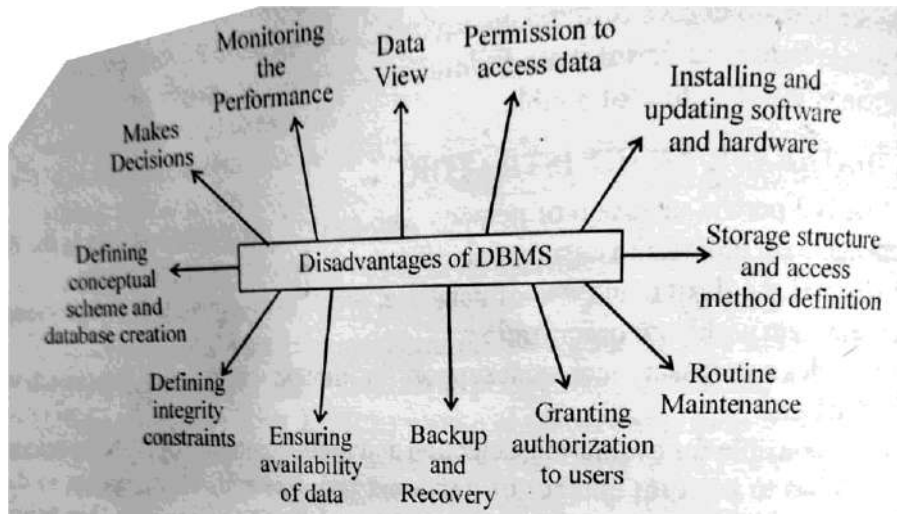 Monitoring
the
Performance
Data
View
Permission to
access data
Installing and
updating software
and hardware
Makes
Decisions
Disadvantages of DBMS
Storage structure
and access
method definition
Defining
conceptual
scheme and
database creation
Defining
integrity
constraints
Ensuring
availability
of data
Backup
and
Recovery
Granting
authorization
to users
Routine
Maintenance